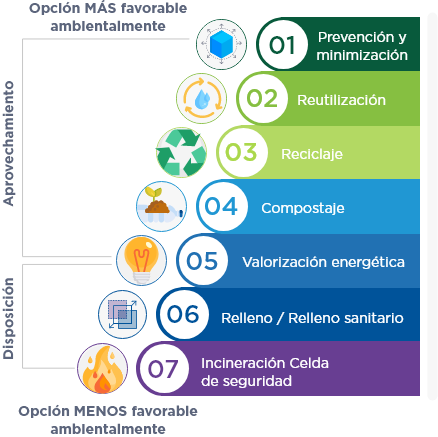 Opción MÁS favorable
ambientalmente
Aprovechamiento
01
Prevención y
minimización
02
Reutilización
03
Reciclaje
04
Compostaje
05
Valorización energética
Disposición
06
Relleno / Relleno sanitario
07
Incineración Celda
de seguridad
Opción MENOS favorable
ambientalmente